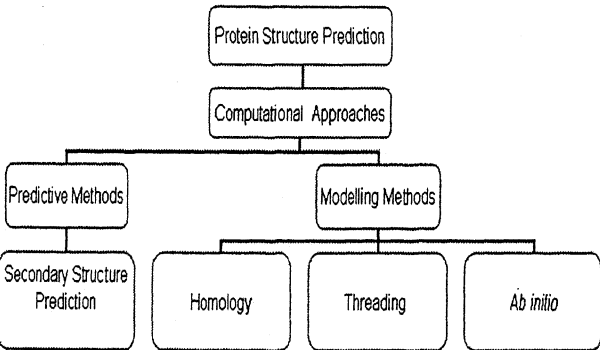 Protein Structure Prediction
Computational Approaches
Predictive Methods
Modelling Methods
Secondary Structure
Prediction
Homology
Threading
Ab initio